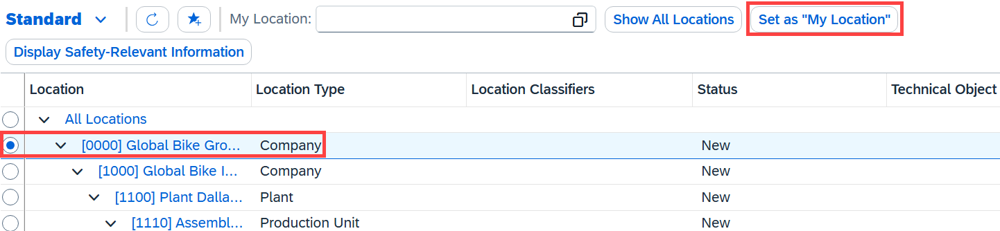 Standard My Location: Show All Locations Set as "My Location"
Display Safety-Relevant Information
Location Location Type Location Classifiers Status Technical Object
All Locations
[0000] Global Bike Gro... Company New
[1000] Global Bike I... Company New
[1100] Plant Dalla... Plant New
[1110] Assembl... Production Unit New